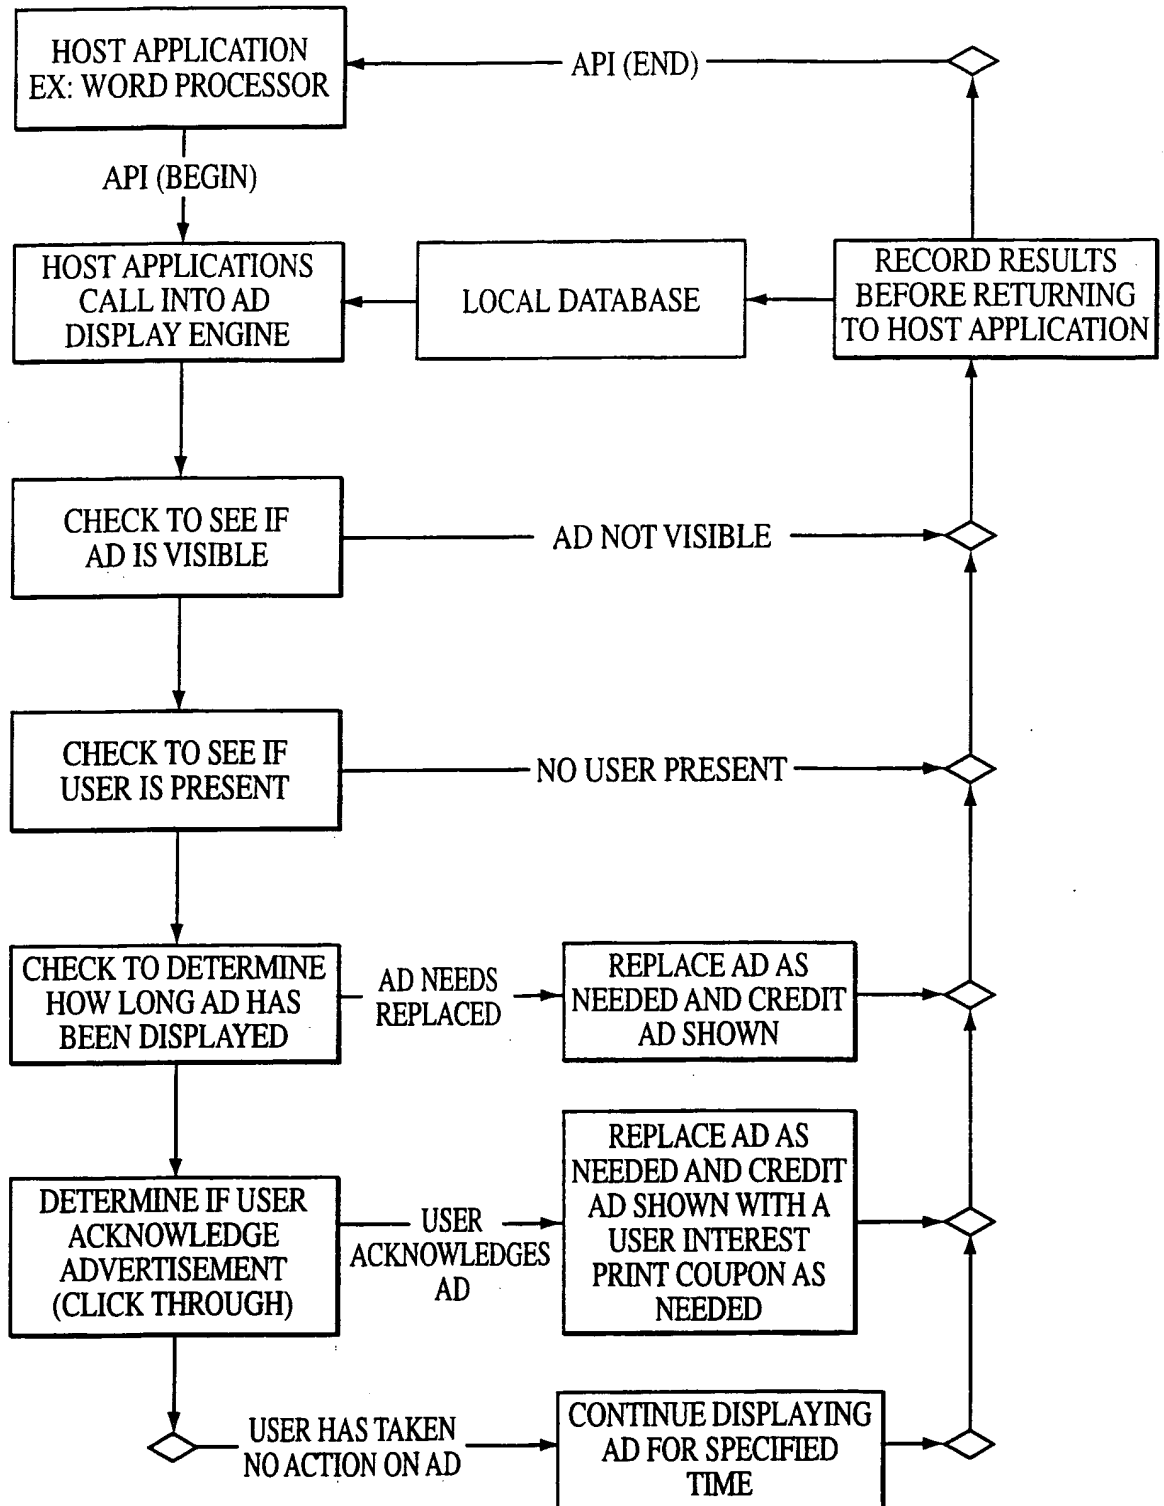 HOST APPLICATION
EX: WORD PROCESSOR
API (END)
API (BEGIN)
HOST APPLICATIONS
CALL INTO AD
DISPLAY ENGINE
LOCAL DATABASE
RECORD RESULTS
BEFORE RETURNING
TO HOST APPLICATION
CHECK TO SEE IF
AD IS VISIBLE
AD NOT VISIBLE
CHECK TO SEE IF
USER IS PRESENT
NO USER PRESENT
CHECK TO DETERMINE
HOW LONG AD HAS
BEEN DISPLAYED
AD NEEDS
REPLACED
REPLACE AD AS
NEEDED AND CREDIT
AD SHOWN
DETERMINE IF USER
ACKNOWLEDGE
ADVERTISEMENT
(CLICK THROUGH)
USER
ACKNOWLEDGES
AD
REPLACE AD AS
NEEDED AND CREDIT
AD SHOWN WITH A
USER INTEREST
PRINT COUPON AS
NEEDED
USER HAS TAKEN
NO ACTION ON AD
CONTINUE DISPLAYING
AD FOR SPECIFIED
TIME